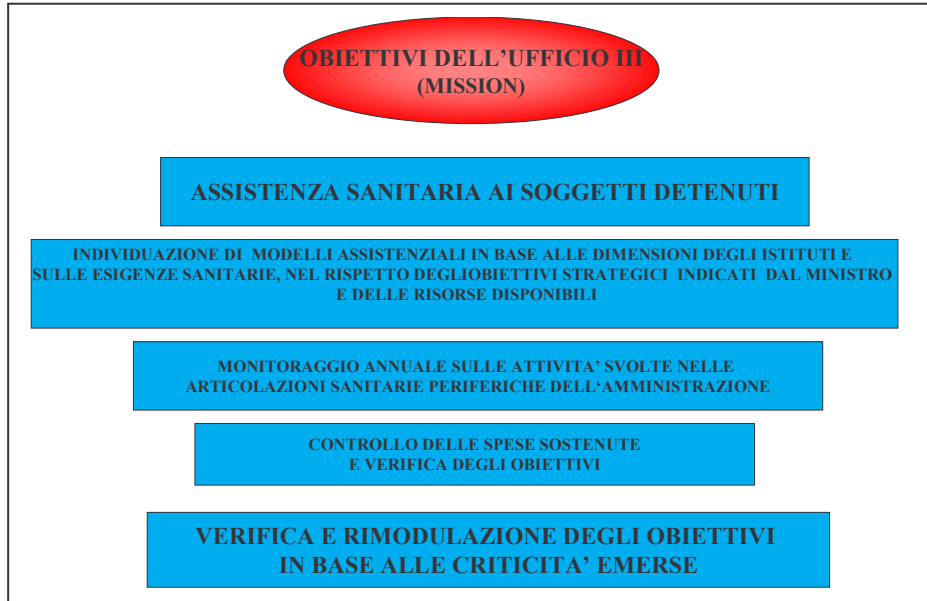 OBIETTIVI DELL’UFFICIO III
(MISSION)
ASSISTENZA SANITARIA AI SOGGETTI DETENUTI
INDIVIDUAZIONE DI MODELLI ASSISTENZIALI IN BASE ALLE DIMENSIONI DEGLI ISTITUTI E
SULLE ESIGENZE SANITARIE, NEL RISPETTO DEGLIOBIETTIVI STRATEGICI INDICATI DAL MINISTRO
E DELLE RISORSE DISPONIBILI
MONITORAGGIO ANNUALE SULLE ATTIVITA’ SVOLTE NELLE
ARTICOLAZIONI SANITARIE PERIFERICHE DELL‘AMMINISTRAZIONE
CONTROLLO DELLE SPESE SOSTENUTE
E VERIFICA DEGLI OBIETTIVI
VERIFICA E RIMODULAZIONE DEGLI OBIETTIVI
IN BASE ALLE CRITICITA’ EMERSE